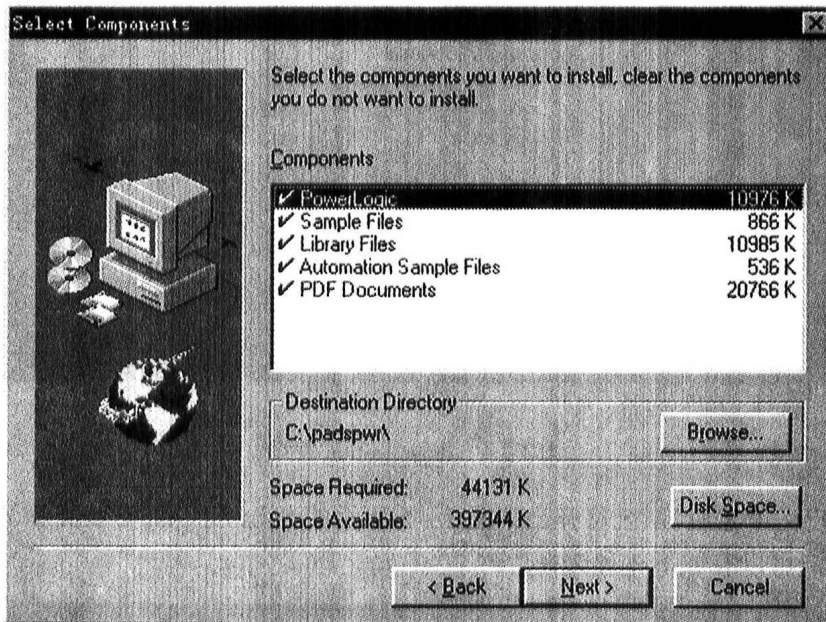 Select Components
Select the components you want to install, clear the components
you do not want to install.
Components
✔ PowerLogic 10976 K
✔ Sample Files 866 K
✔ Library Files 10985 K
✔ Automation Sample Files 536 K
✔ PDF Documents 20766 K
Destination Directory
C:\padspwr\
Browse...
Space Required: 44131 K
Space Available: 397344 K
Disk Space...
< Back
Next >
Cancel